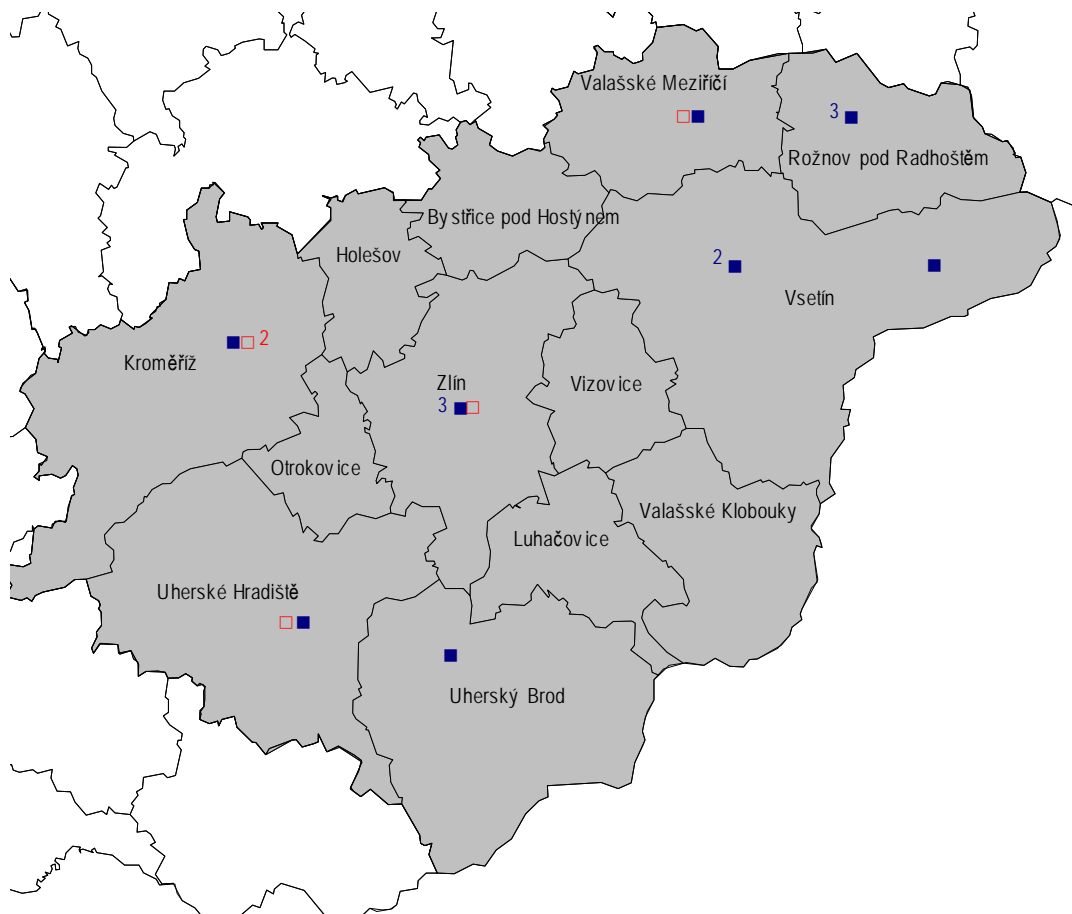 Valašské Meziříčí
3
Rožnov pod Radhoštěm
Bystřice pod Hostýnem
Holešov
2
Vsetín
2
Kroměříž
Zlín
3
Vizovice
Otrokovice
Valašské Klobouky
Luhačovice
Uherské Hradiště
Uherský Brod